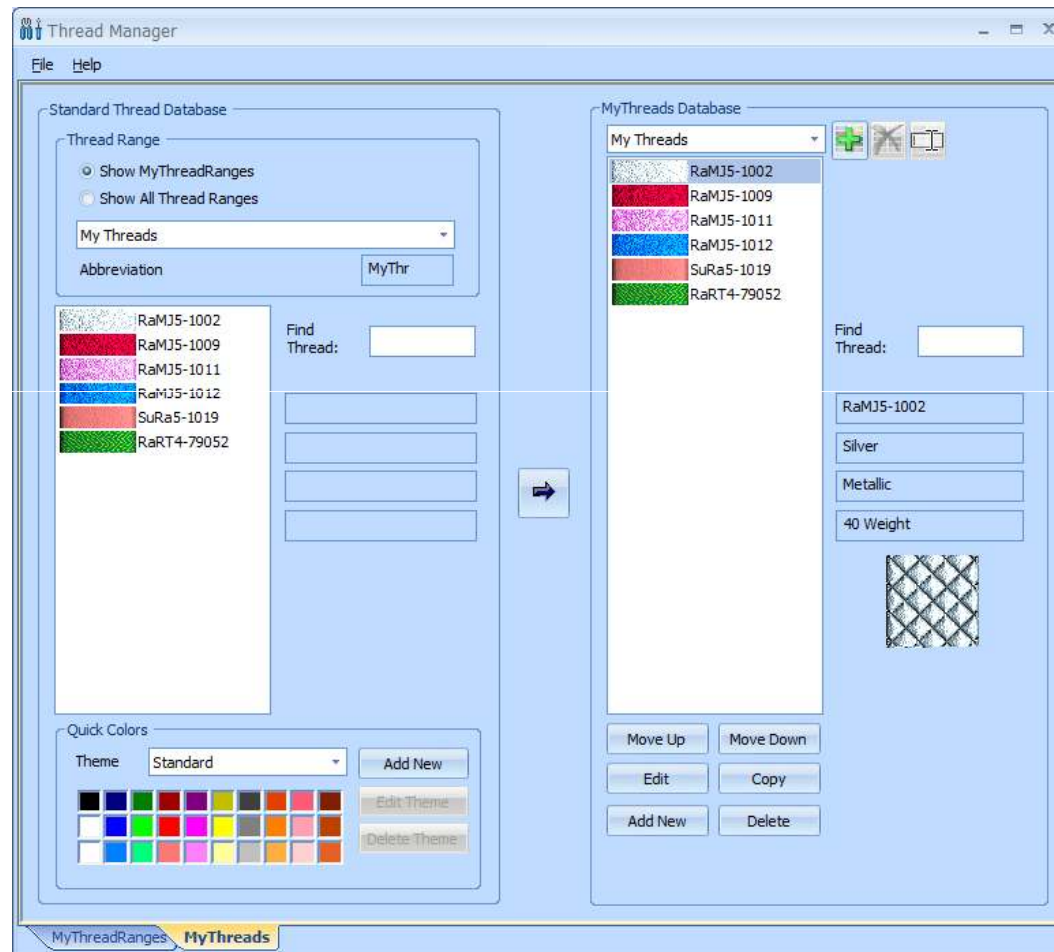 Thread Manager
File Help
Standard Thread Database
Thread Range
Show MyThreadRanges
Show All Thread Ranges
My Threads
Abbreviation MyThr
RaMJ5-1002
RaMJ5-1009
RaMJ5-1011
RaMJ5-1012
SuRa5-1019
RaRT4-79052
Find
Thread:
Quick Colors
Theme Standard Add New
Edit Theme
Delete Theme
MyThreads Database
My Threads
RaMJ5-1002
RaMJ5-1009
RaMJ5-1011
RaMJ5-1012
SuRa5-1019
RaRT4-79052
Find
Thread:
RaMJ5-1002
Silver
Metallic
40 Weight
Move Up Move Down
Edit Copy
Add New Delete
MyThreadRanges MyThreads